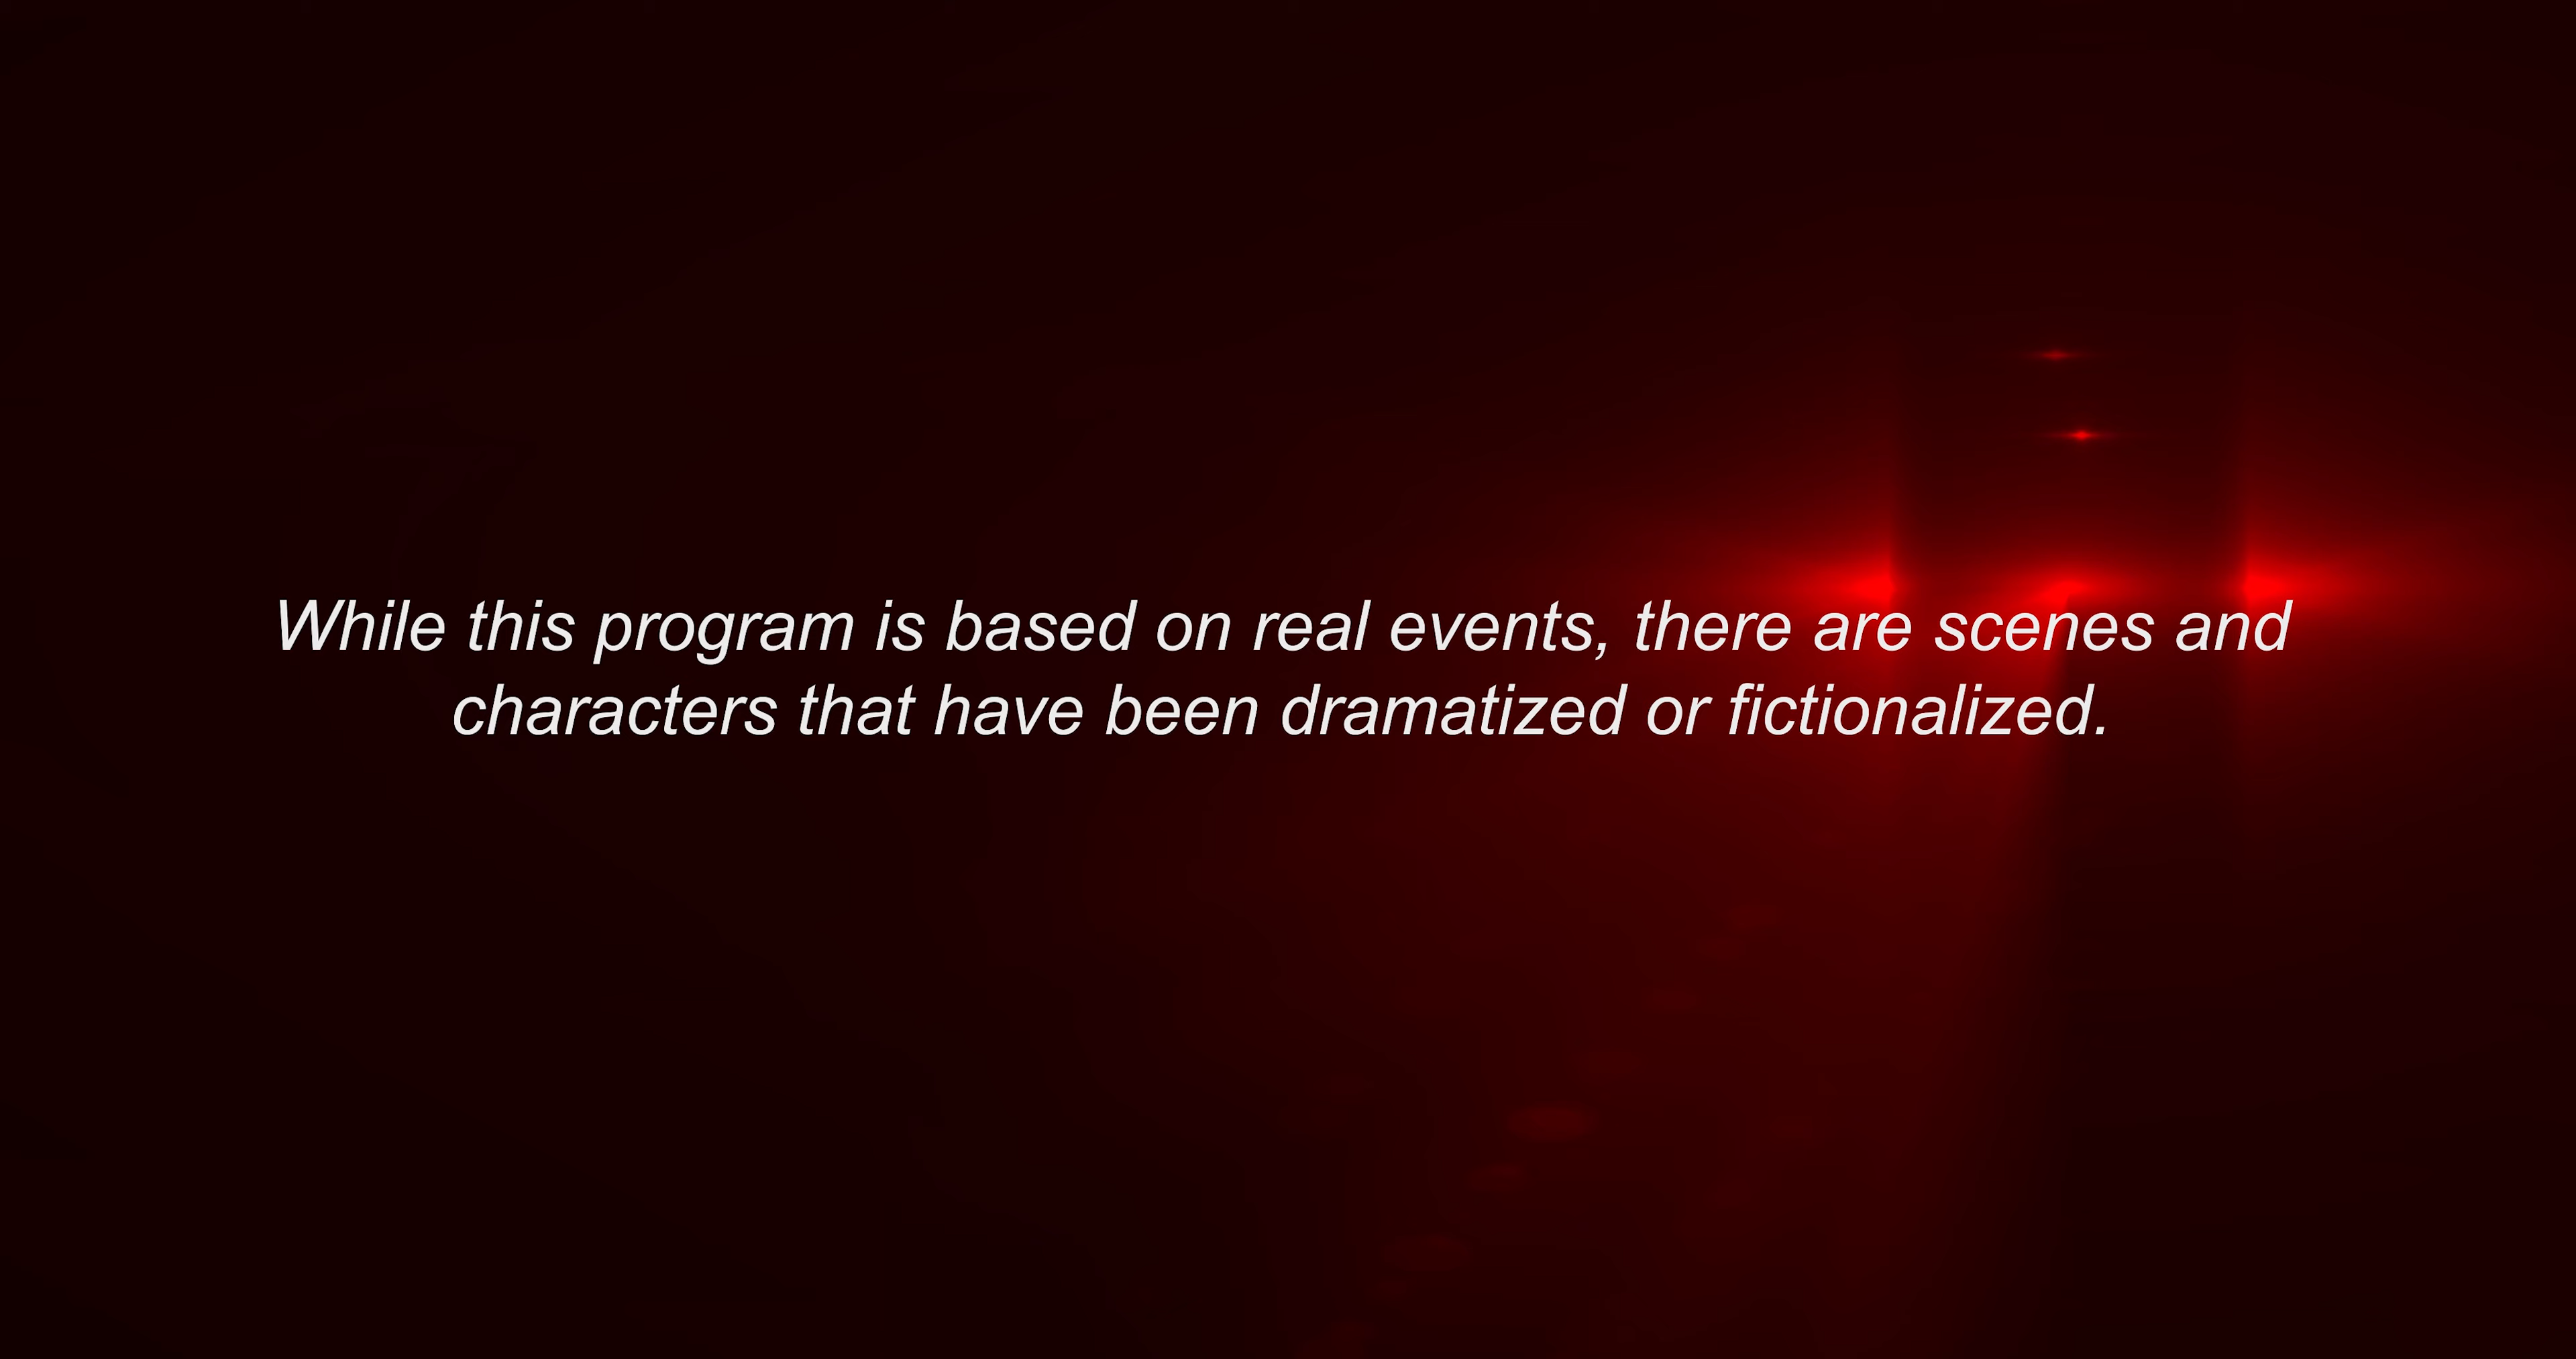 While this program is based on real events, there are scenes and
characters that have been dramatized or fictionalized.